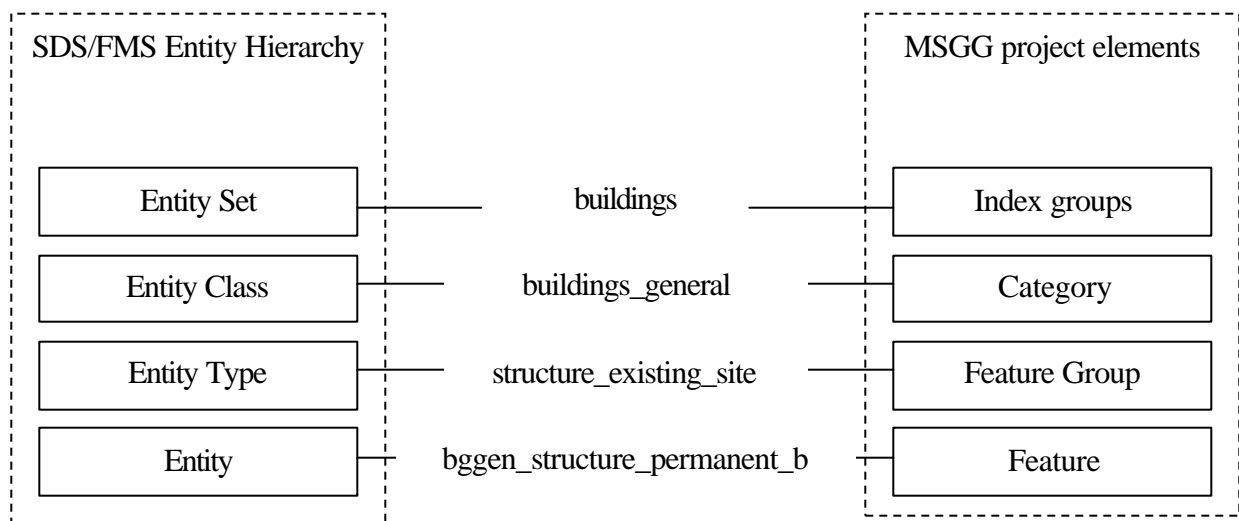 SDS/FMS Entity Hierarchy
MSGG project elements
Entity Set
buildings
Index groups
Entity Class
buildings_general
Category
Entity Type
structure_existing_site
Feature Group
Entity
bggen_structure_permanent_b
Feature